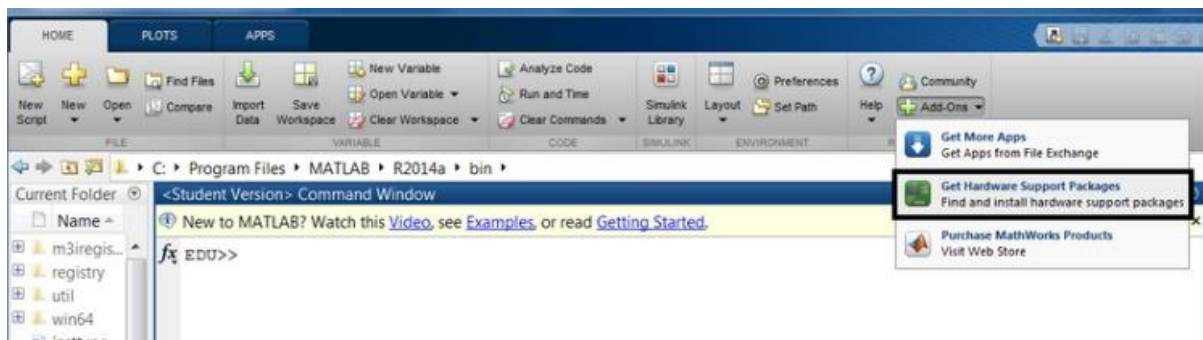 HOME PLOTS APPS
New Script
New
Open
Find Files
Compare
FILE
Import Data
Save Workspace
New Variable
Open Variable
Clear Workspace
VARIABLE
Analyze Code
Run and Time
Clear Commands
CODE
Simulink Library
SIMULINK
Layout
Preferences
Set Path
ENVIRONMENT
Help
Community
Add-Ons
Get More Apps
Get Apps from File Exchange
Get Hardware Support Packages
Find and install hardware support packages
Purchase MathWorks Products
Visit Web Store
C: Program Files MATLAB R2014a bin
Current Folder
Name
m3iregis...
registry
util
win64
<Student Version> Command Window
New to MATLAB? Watch this Video, see Examples, or read Getting Started.
fx EDU>>